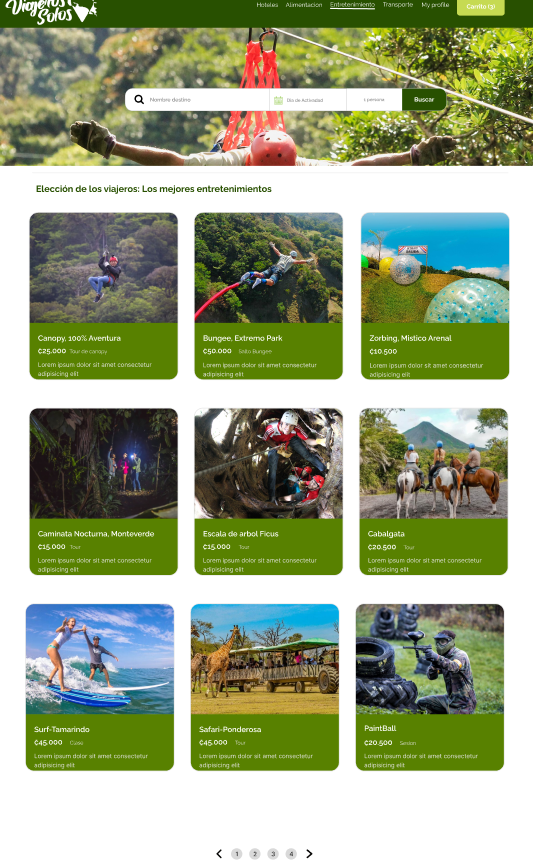 Viajeros
Solos
Hoteles Alimentacion Entretenimiento Transporte My profile Carrito (3)
Nombre destino Dia de Actividad 1 persona Buscar
Elección de los viajeros: Los mejores entretenimientos
Canopy, 100% Aventura
₡25.000 Tour de canopy
Lorem ipsum dolor sit amet consectetur
adipisicing elit
Bungee, Extremo Park
₡50.000 Salto Bungee
Lorem ipsum dolor sit amet consectetur
adipisicing elit
Zorbing, Mistico Arenal
₡10.500
Lorem ipsum dolor sit amet consectetur
adipisicing elit
Caminata Nocturna, Monteverde
₡15.000 Tour
Lorem ipsum dolor sit amet consectetur
adipisicing elit
Escala de arbol Ficus
₡15.000 Tour
Lorem ipsum dolor sit amet consectetur
adipisicing elit
Cabalgata
₡20.500 Tour
Lorem ipsum dolor sit amet consectetur
adipisicing elit
Surf-Tamarindo
₡45.000 Clase
Lorem ipsum dolor sit amet consectetur
adipisicing elit
Safari-Ponderosa
₡45.000 Tour
Lorem ipsum dolor sit amet consectetur
adipisicing elit
PaintBall
₡20.500 Sesion
Lorem ipsum dolor sit amet consectetur
adipisicing elit
1 2 3 4